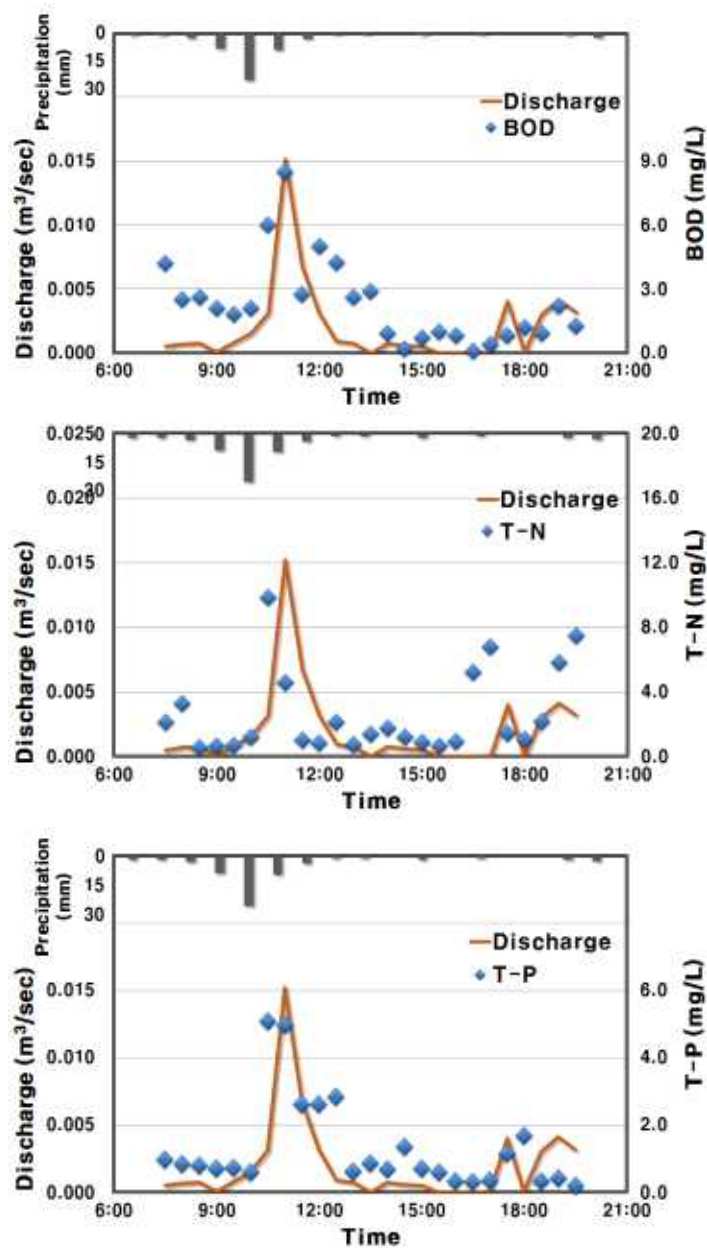 Precipitation
(mm)
0
15
30
Discharge
BOD
Discharge (m³/sec)
0.015
0.010
0.005
0.000
9.0
6.0
3.0
0.0
BOD (mg/L)
6:00 9:00 12:00 15:00 18:00 21:00
Time
0.0250
15
30
0.020
0.015
0.010
0.005
0.000
Discharge (m³/sec)
Discharge
T-N
20.0
16.0
12.0
8.0
4.0
0.0
T-N (mg/L)
6:00 9:00 12:00 15:00 18:00 21:00
Time
Precipitation
(mm)
0
15
30
Discharge
T-P
Discharge (m³/sec)
0.015
0.010
0.005
0.000
6.0
4.0
2.0
0.0
T-P (mg/L)
6:00 9:00 12:00 15:00 18:00 21:00
Time